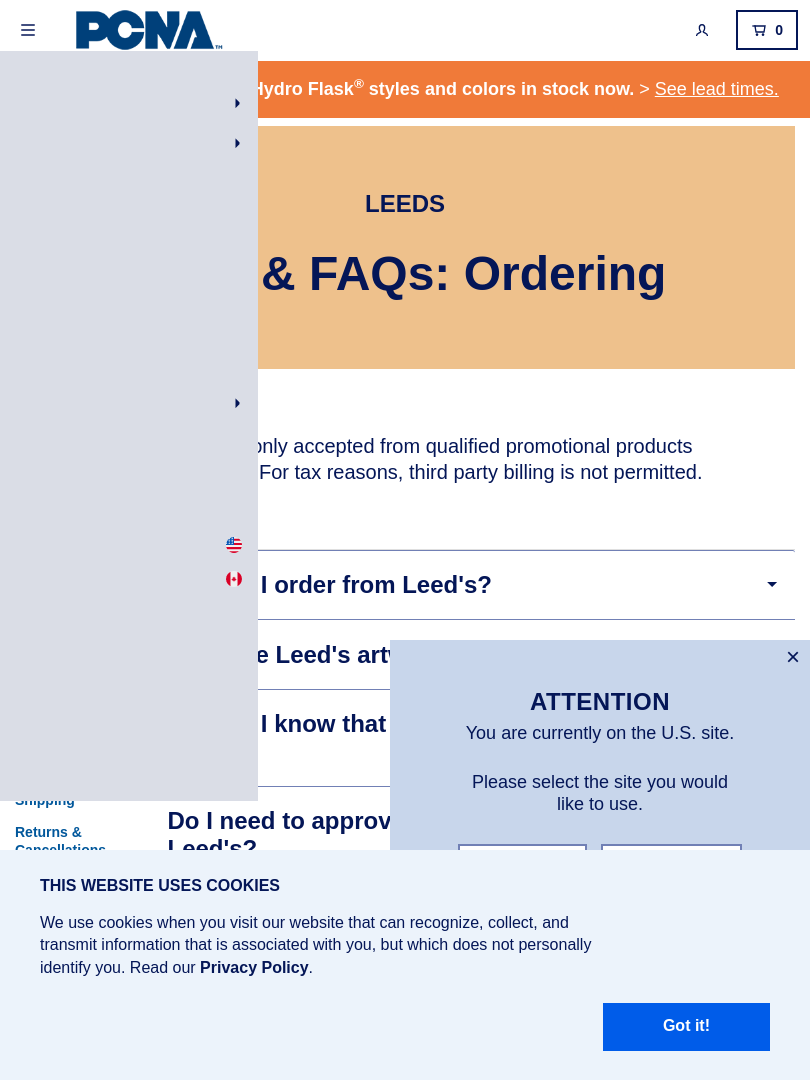 PCNA™
0
Hydro Flask® styles and colors in stock now. > See lead times.
LEEDS
& FAQs: Ordering
only accepted from qualified promotional products
For tax reasons, third party billing is not permitted.
I order from Leed's?
Leed's
I know that
Shipping
Do I need to approv
Leed's?
Returns &
Cancellations
×
ATTENTION
You are currently on the U.S. site.
Please select the site you would
like to use.
THIS WEBSITE USES COOKIES
We use cookies when you visit our website that can recognize, collect, and
transmit information that is associated with you, but which does not personally
identify you. Read our Privacy Policy.
Got it!